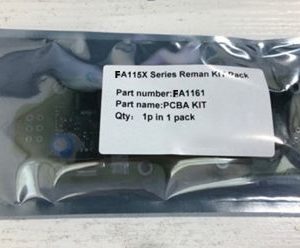 FA115X Series Reman Kit Pack
Part number:FA1161
Part name:PCBA KIT
Qty: 1p in 1 pack